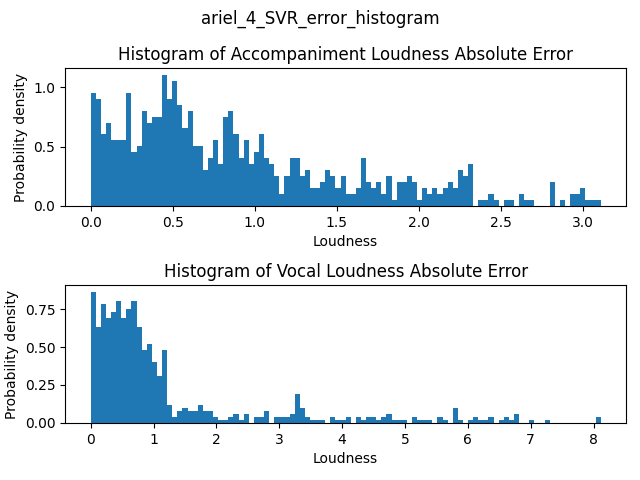 ariel_4_SVR_error_histogram
Histogram of Accompaniment Loudness Absolute Error
Probability density
1.0
0.5
0.0
0.0 0.5 1.0 1.5 2.0 2.5 3.0
Loudness
Histogram of Vocal Loudness Absolute Error
Probability density
0.75
0.50
0.25
0.00
0 1 2 3 4 5 6 7 8
Loudness